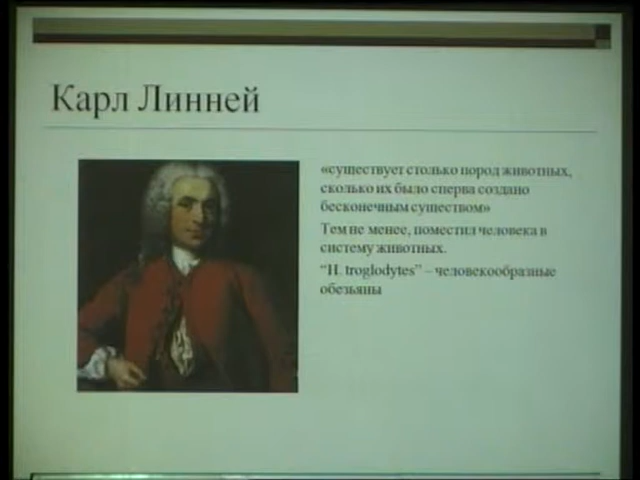 Карл Линней
«существует столько пород животных,
сколько их было сперва создано
бесконечным существом»
Тем не менее, поместил человека в
систему животных.
“H. troglodytes” – человекообразные
обезьяны